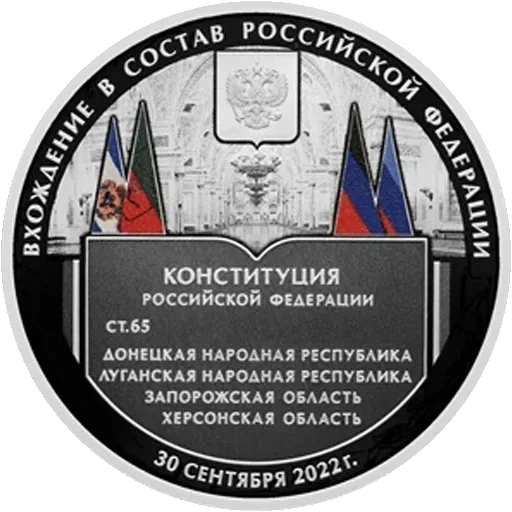 ВХОЖДЕНИЕ В СОСТАВ РОССИЙСКОЙ ФЕДЕРАЦИИ
КОНСТИТУЦИЯ
РОССИЙСКОЙ ФЕДЕРАЦИИ
СТ.65
ДОНЕЦКАЯ НАРОДНАЯ РЕСПУБЛИКА
ЛУГАНСКАЯ НАРОДНАЯ РЕСПУБЛИКА
ЗАПОРОЖСКАЯ ОБЛАСТЬ
ХЕРСОНСКАЯ ОБЛАСТЬ
30 СЕНТЯБРЯ 2022 г.